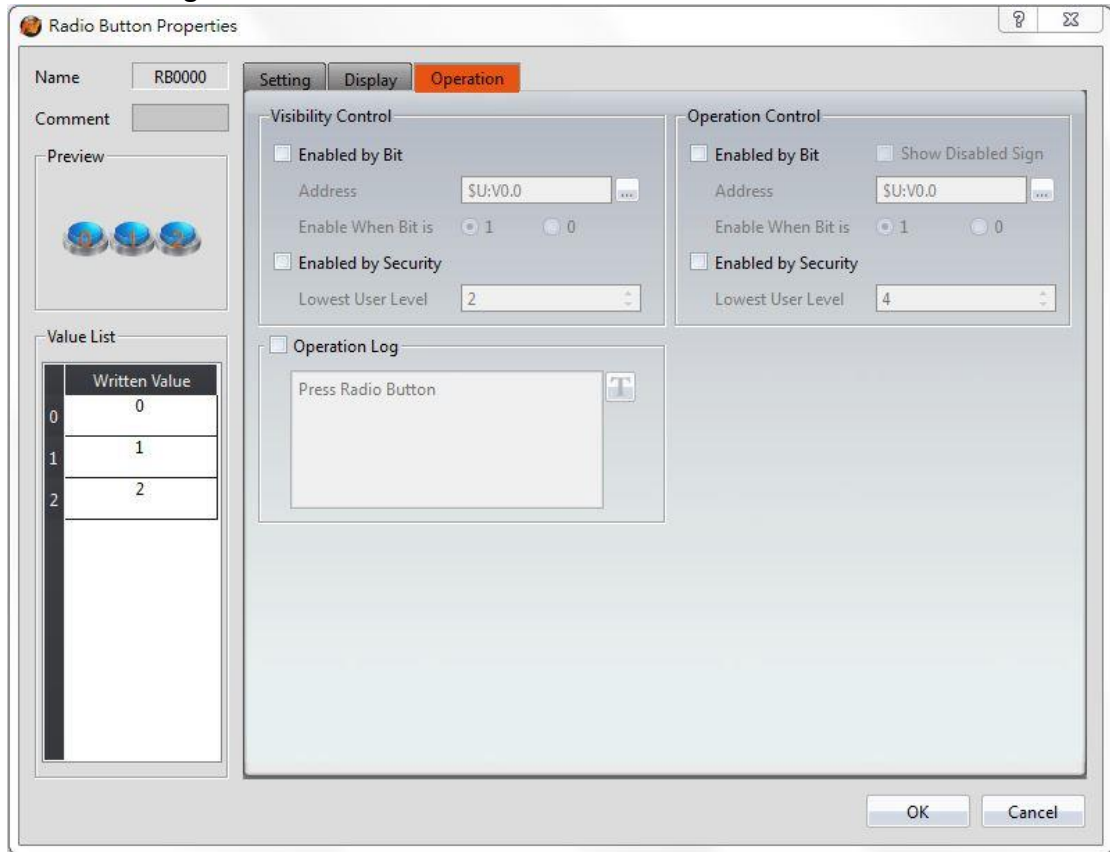 Radio Button Properties
Name RB0000
Comment
Preview
0 1 2
Value List
Written Value
0 0
1 1
2 2
Setting Display Operation
Visibility Control
Enabled by Bit
Address $U:V0.0 ...
Enable When Bit is 1 0
Enabled by Security
Lowest User Level 2
Operation Control
Enabled by Bit Show Disabled Sign
Address $U:V0.0 ...
Enable When Bit is 1 0
Enabled by Security
Lowest User Level 4
Operation Log
Press Radio Button T
OK Cancel